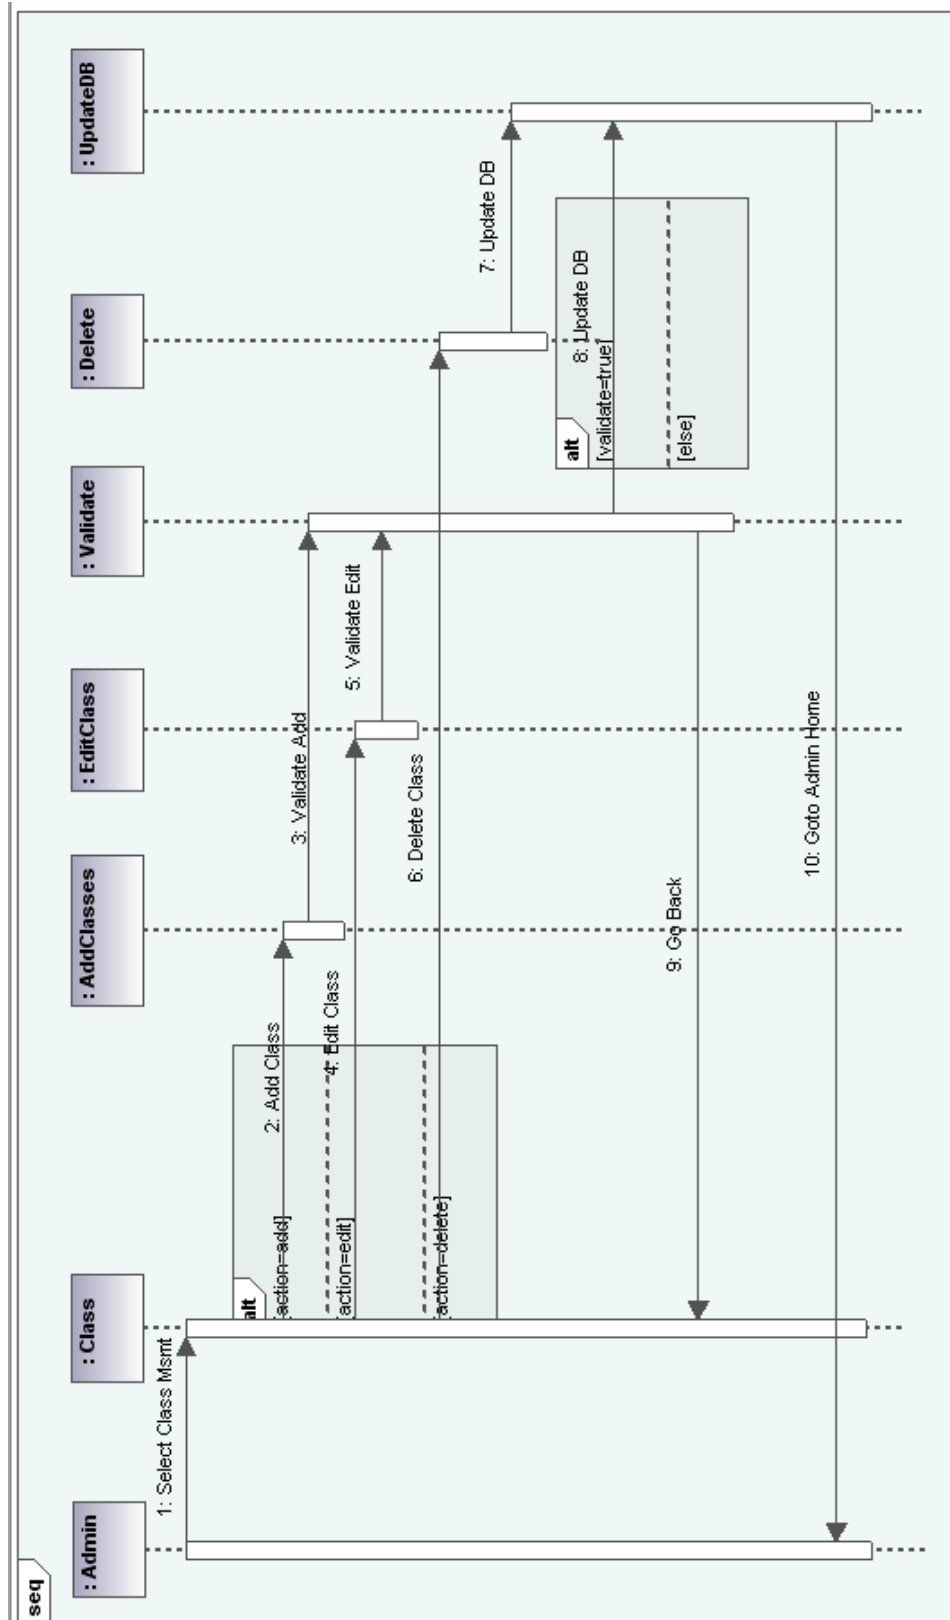 seq
: Admin
: Class
: AddClasses
: EditClass
: Validate
: Delete
: UpdateDB
1: Select Class Msmt
alt
[action=add]
2: Add Class
3: Validate Add
[action=edit]
4: Edit Class
5: Validate Edit
[action=delete]
6: Delete Class
7: Update DB
alt
[validate=true]
8: Update DB
[else]
9: Go Back
10: Goto Admin Home